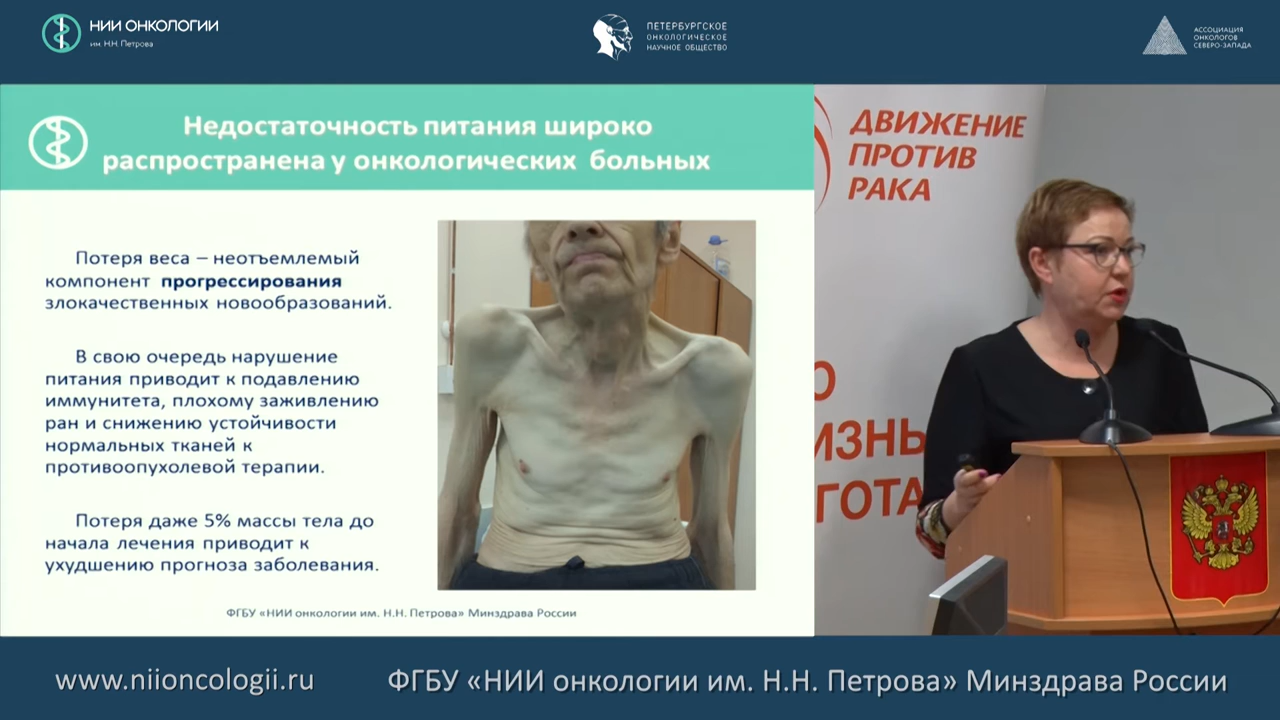 НИИ ОНКОЛОГИИ
им. Н.Н. Петрова
ПЕТЕРБУРГСКОЕ
ОНКОЛОГИЧЕСКОЕ
НАУЧНОЕ ОБЩЕСТВО
АССОЦИАЦИЯ
ОНКОЛОГОВ
СЕВЕРО-ЗАПАДА
Недостаточность питания широко
распространена у онкологических больных
Потеря веса – неотъемлемый
компонент прогрессирования
злокачественных новообразований.
В свою очередь нарушение
питания приводит к подавлению
иммунитета, плохому заживлению
ран и снижению устойчивости
нормальных тканей к
противоопухолевой терапии.
Потеря даже 5% массы тела до
начала лечения приводит к
ухудшению прогноза заболевания.
ФГБУ «НИИ онкологии им. Н.Н. Петрова» Минздрава России
ДВИЖЕНИЕ
ПРОТИВ
РАКА
О
ИЗНЬ
ГОТА
www.niioncologii.ru
ФГБУ «НИИ онкологии им. Н.Н. Петрова» Минздрава России